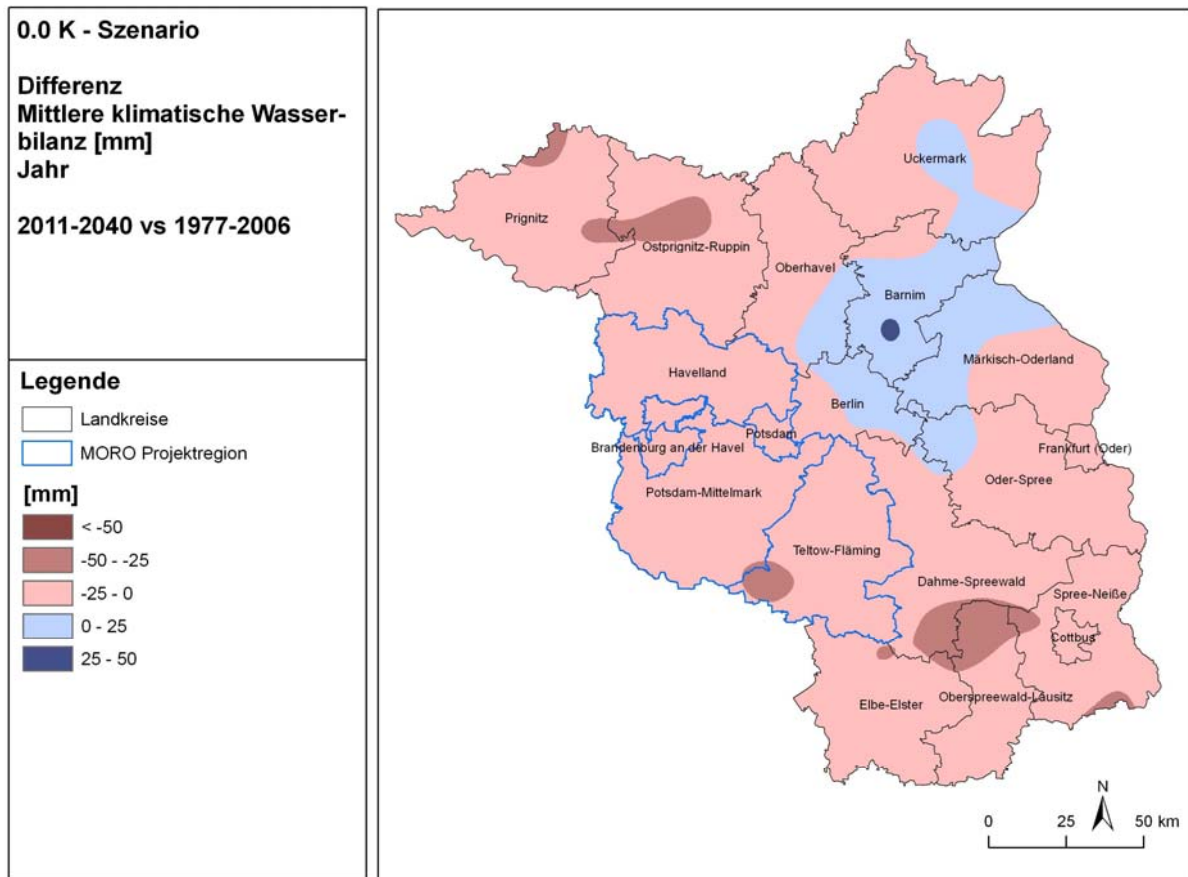 0.0 K - Szenario
Differenz
Mittlere klimatische Wasser-
bilanz [mm]
Jahr
2011-2040 vs 1977-2006
Legende
Landkreise
MORO Projektregion
[mm]
< -50
-50 - -25
-25 - 0
0 - 25
25 - 50
Uckermark
Prignitz
Ostprignitz-Ruppin
Oberhavel
Barnim
Märkisch-Oderland
Havelland
Berlin
Potsdam
Brandenburg an der Havel
Frankfurt (Oder)
Oder-Spree
Potsdam-Mittelmark
Teltow-Fläming
Dahme-Spreewald
Spree-Neiße
Cottbus
Elbe-Elster
Oberspreewald-Lausitz
N
0 25 50 km